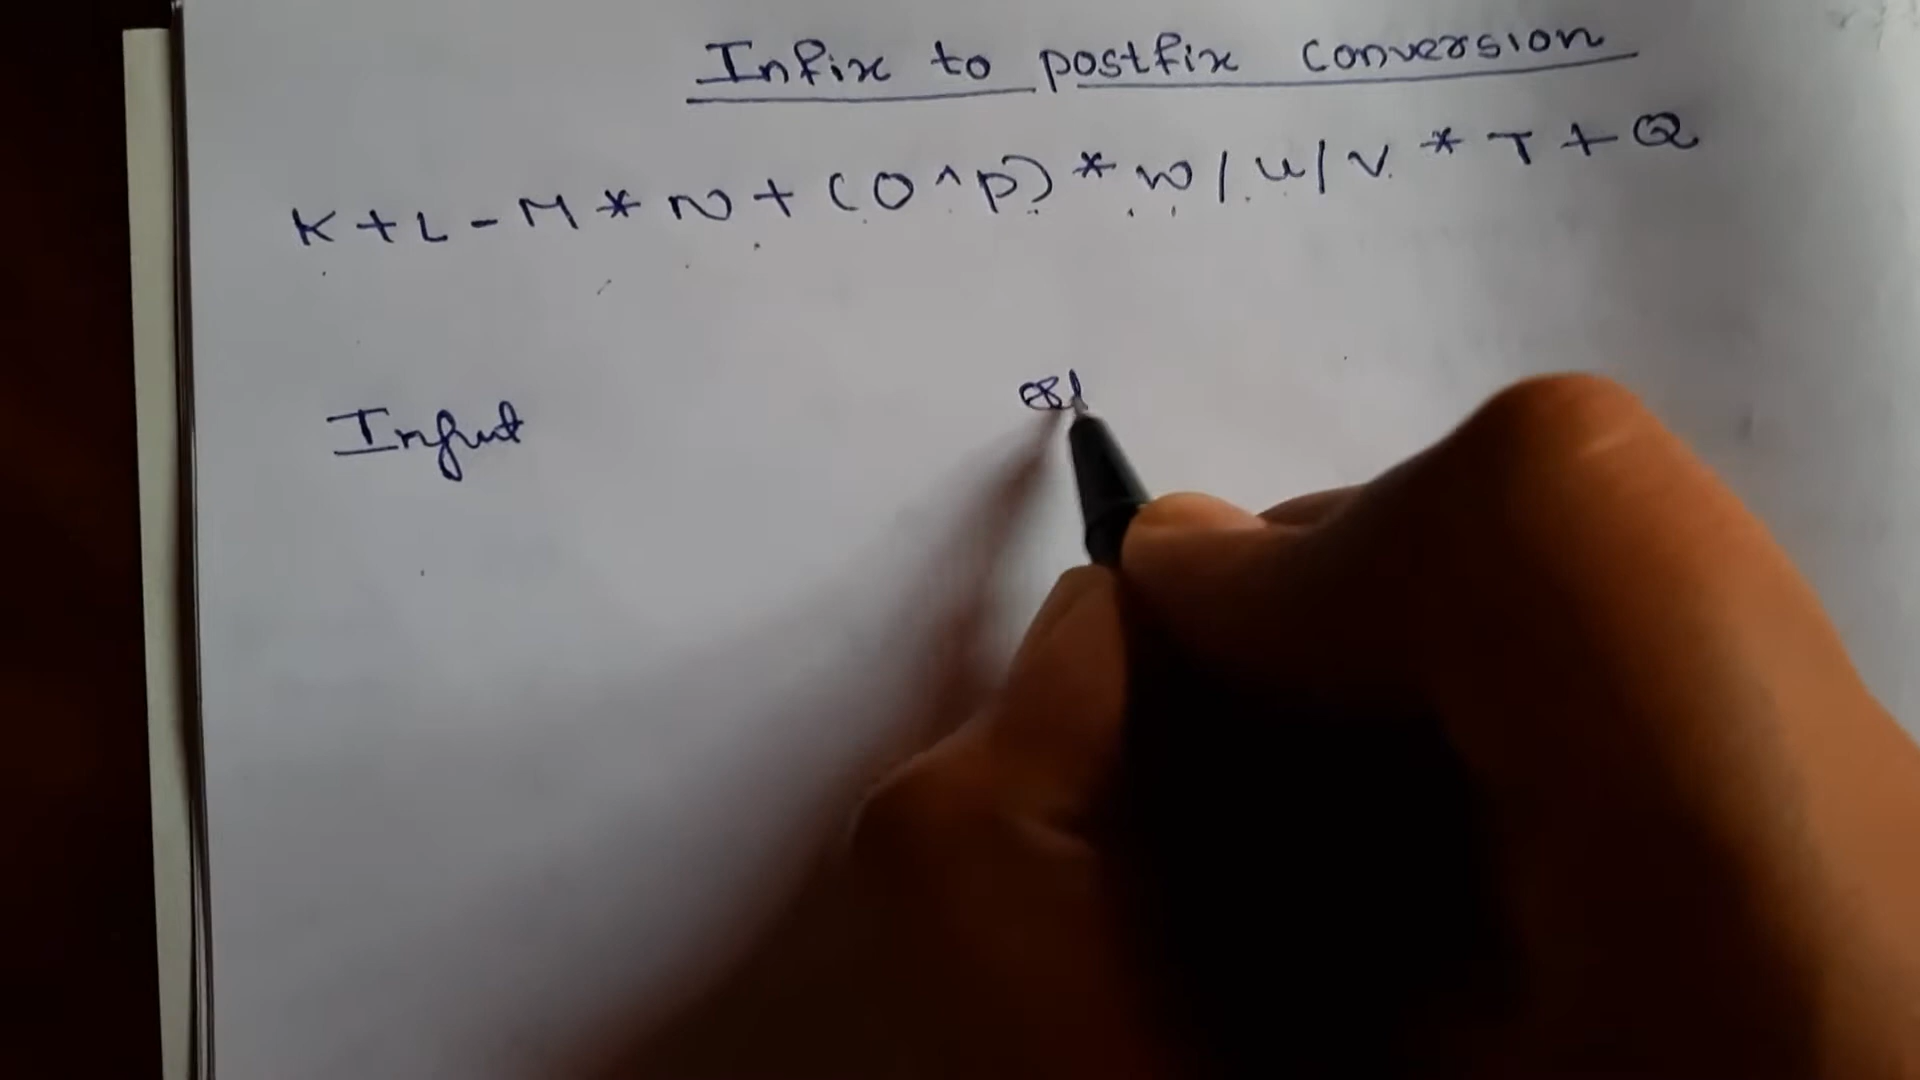 Infix to postfix conversion
K + L - M * N + (O ^ P) * W / U / V * T + Q
Input